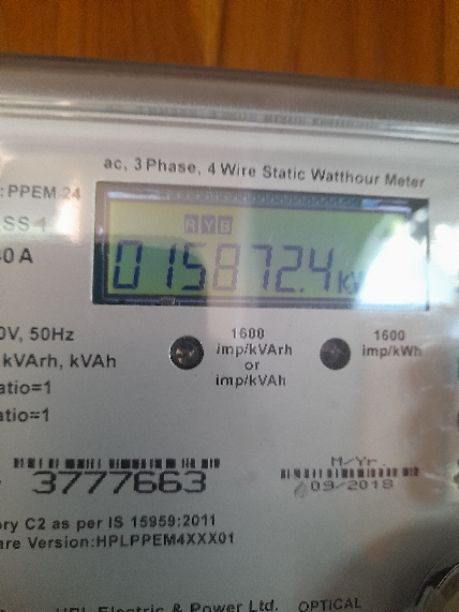 ac, 3 Phase, 4 Wire Static Watthour Meter
: PPEM 24
SS 1
0 A
R Y B
015872.4 k
0V, 50Hz
kVArh, kVAh
atio=1
atio=1
1600
imp/kVArh
or
imp/kVAh
1600
imp/kWh
3777663
M/Yr.
09/2018
ory C2 as per IS 15959:2011
are Version:HPLPPEM4XXX01
HPL Electric & Power Ltd.
OPTICAL